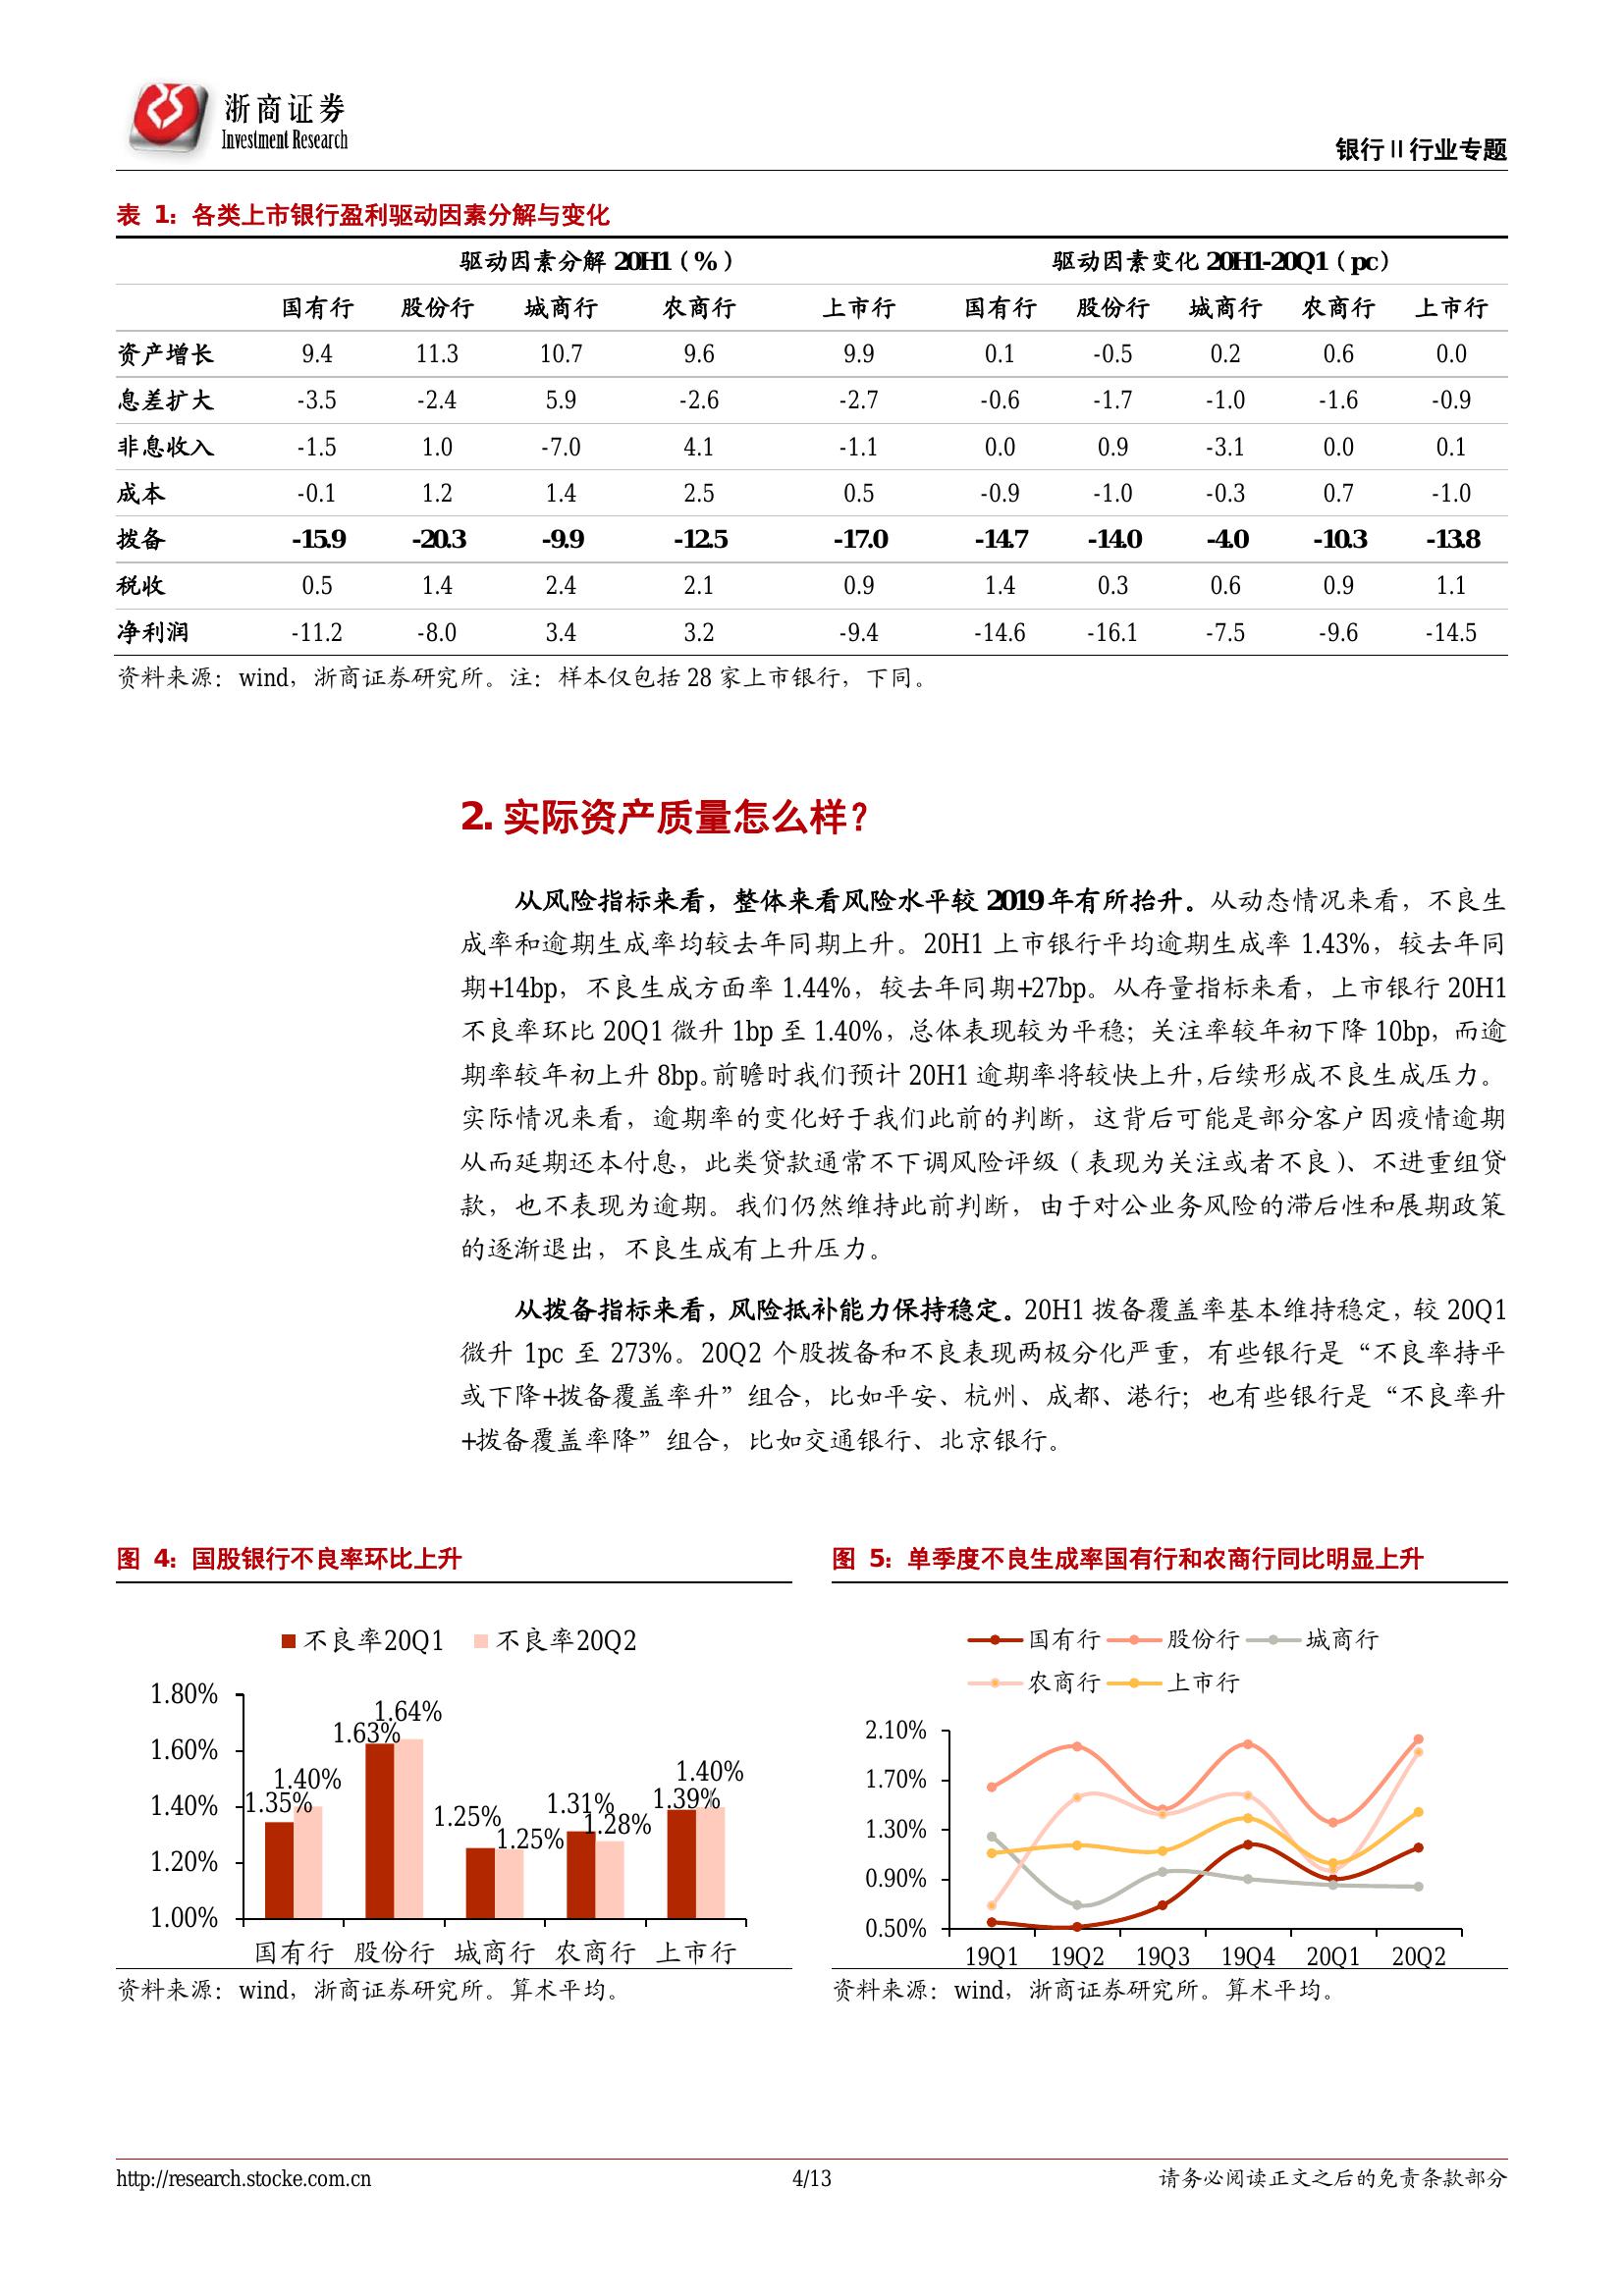 浙商证券
Investment Research
银行 II 行业专题
表 1：各类上市银行盈利驱动因素分解与变化
驱动因素分解 20H1（%） 驱动因素变化 20H1-20Q1（pc）
国有行 股份行 城商行 农商行 上市行 国有行 股份行 城商行 农商行 上市行
资产增长 9.4 11.3 10.7 9.6 9.9 0.1 -0.5 0.2 0.6 0.0
息差扩大 -3.5 -2.4 5.9 -2.6 -2.7 -0.6 -1.7 -1.0 -1.6 -0.9
非息收入 -1.5 1.0 -7.0 4.1 -1.1 0.0 0.9 -3.1 0.0 0.1
成本 -0.1 1.2 1.4 2.5 0.5 -0.9 -1.0 -0.3 0.7 -1.0
拨备 -15.9 -20.3 -9.9 -12.5 -17.0 -14.7 -14.0 -4.0 -10.3 -13.8
税收 0.5 1.4 2.4 2.1 0.9 1.4 0.3 0.6 0.9 1.1
净利润 -11.2 -8.0 3.4 3.2 -9.4 -14.6 -16.1 -7.5 -9.6 -14.5
资料来源：wind，浙商证券研究所。注：样本仅包括 28 家上市银行，下同。
2. 实际资产质量怎么样？
从风险指标来看，整体来看风险水平较 2019 年有所抬升。从动态情况来看，不良生
成率和逾期生成率均较去年同期上升。20H1 上市银行平均逾期生成率 1.43%，较去年同
期+14bp，不良生成方面率 1.44%，较去年同期+27bp。从存量指标来看，上市银行 20H1
不良率环比 20Q1 微升 1bp 至 1.40%，总体表现较为平稳；关注率较年初下降 10bp，而逾
期率较年初上升 8bp。前瞻时我们预计 20H1 逾期率将较快上升，后续形成不良生成压力。
实际情况来看，逾期率的变化好于我们此前的判断，这背后可能是部分客户因疫情逾期
从而延期还本付息，此类贷款通常不下调风险评级（表现为关注或者不良）、不进重组贷
款，也不表现为逾期。我们仍然维持此前判断，由于对公业务风险的滞后性和展期政策
的逐渐退出，不良生成有上升压力。
从拨备指标来看，风险抵补能力保持稳定。20H1 拨备覆盖率基本维持稳定，较 20Q1
微升 1pc 至 273%。20Q2 个股拨备和不良表现两极分化严重，有些银行是“不良率持平
或下降+拨备覆盖率升”组合，比如平安、杭州、成都、港行；也有些银行是“不良率升
+拨备覆盖率降”组合，比如交通银行、北京银行。
图 4：国股银行不良率环比上升
不良率20Q1 不良率20Q2
1.80%
1.60%
1.40%
1.20%
1.00%
1.35% 1.40% 1.63% 1.64% 1.25% 1.25% 1.31% 1.28% 1.39% 1.40%
国有行 股份行 城商行 农商行 上市行
资料来源：wind，浙商证券研究所。算术平均。
图 5：单季度不良生成率国有行和农商行同比明显上升
国有行 股份行 城商行
农商行 上市行
2.10%
1.70%
1.30%
0.90%
0.50%
19Q1 19Q2 19Q3 19Q4 20Q1 20Q2
资料来源：wind，浙商证券研究所。算术平均。
http://research.stocke.com.cn 4/13 请务必阅读正文之后的免责条款部分